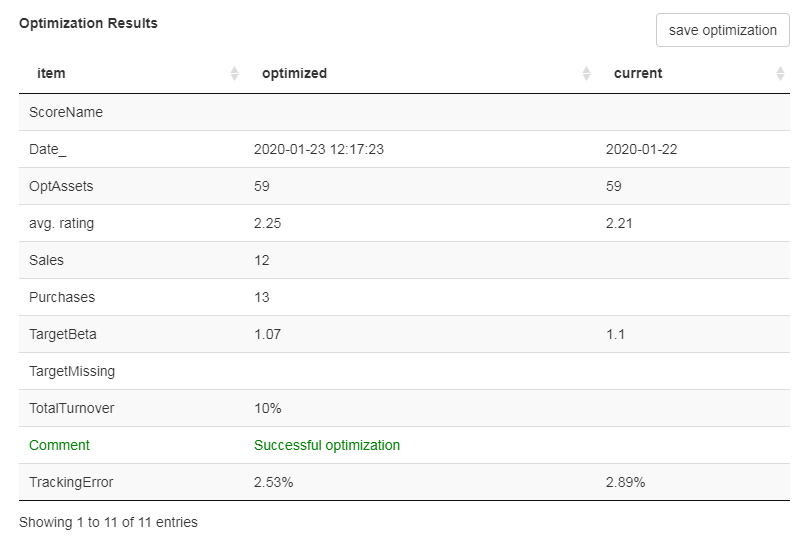 Optimization Results
save optimization
item optimized current
ScoreName
Date_ 2020-01-23 12:17:23 2020-01-22
OptAssets 59 59
avg. rating 2.25 2.21
Sales 12
Purchases 13
TargetBeta 1.07 1.1
TargetMissing
TotalTurnover 10%
Comment Successful optimization
TrackingError 2.53% 2.89%
Showing 1 to 11 of 11 entries